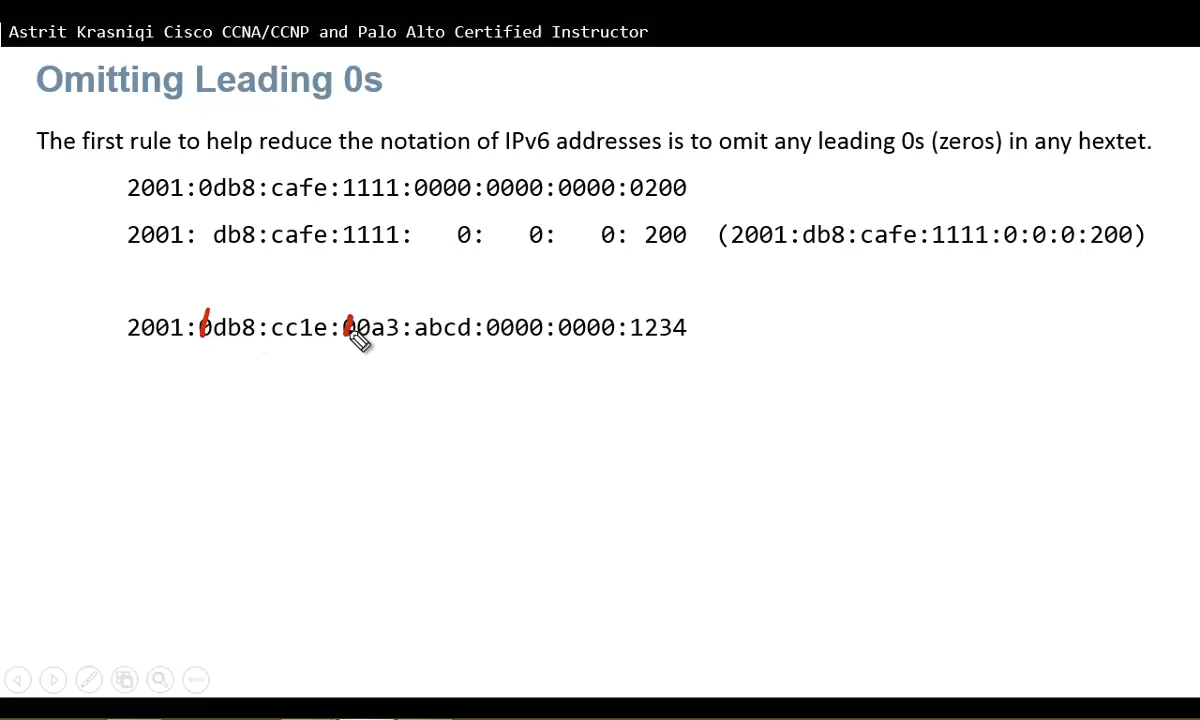 Astrit Krasniqi Cisco CCNA/CCNP and Palo Alto Certified Instructor
Omitting Leading 0s
The first rule to help reduce the notation of IPv6 addresses is to omit any leading 0s (zeros) in any hextet.
2001:0db8:cafe:1111:0000:0000:0000:0200
2001: db8:cafe:1111:   0:   0:   0: 200  (2001:db8:cafe:1111:0:0:0:200)
2001:0db8:cc1e:00a3:abcd:0000:0000:1234